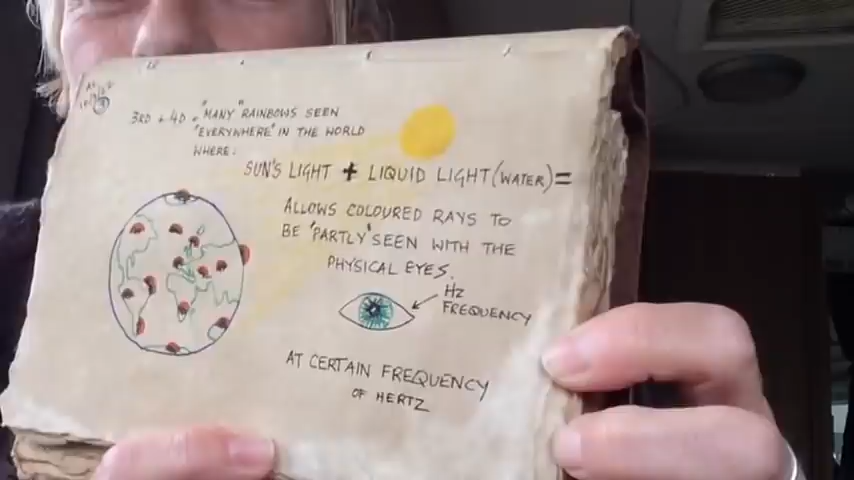 3RD + 4D = "MANY" RAINBOWS SEEN
"EVERYWHERE" IN THE WORLD
WHERE:
SUN'S LIGHT + LIQUID LIGHT (WATER) =
ALLOWS COLOURED RAYS TO
BE "PARTLY" SEEN WITH THE
PHYSICAL EYES.
HZ
FREQUENCY
AT CERTAIN FREQUENCY
OF HERTZ